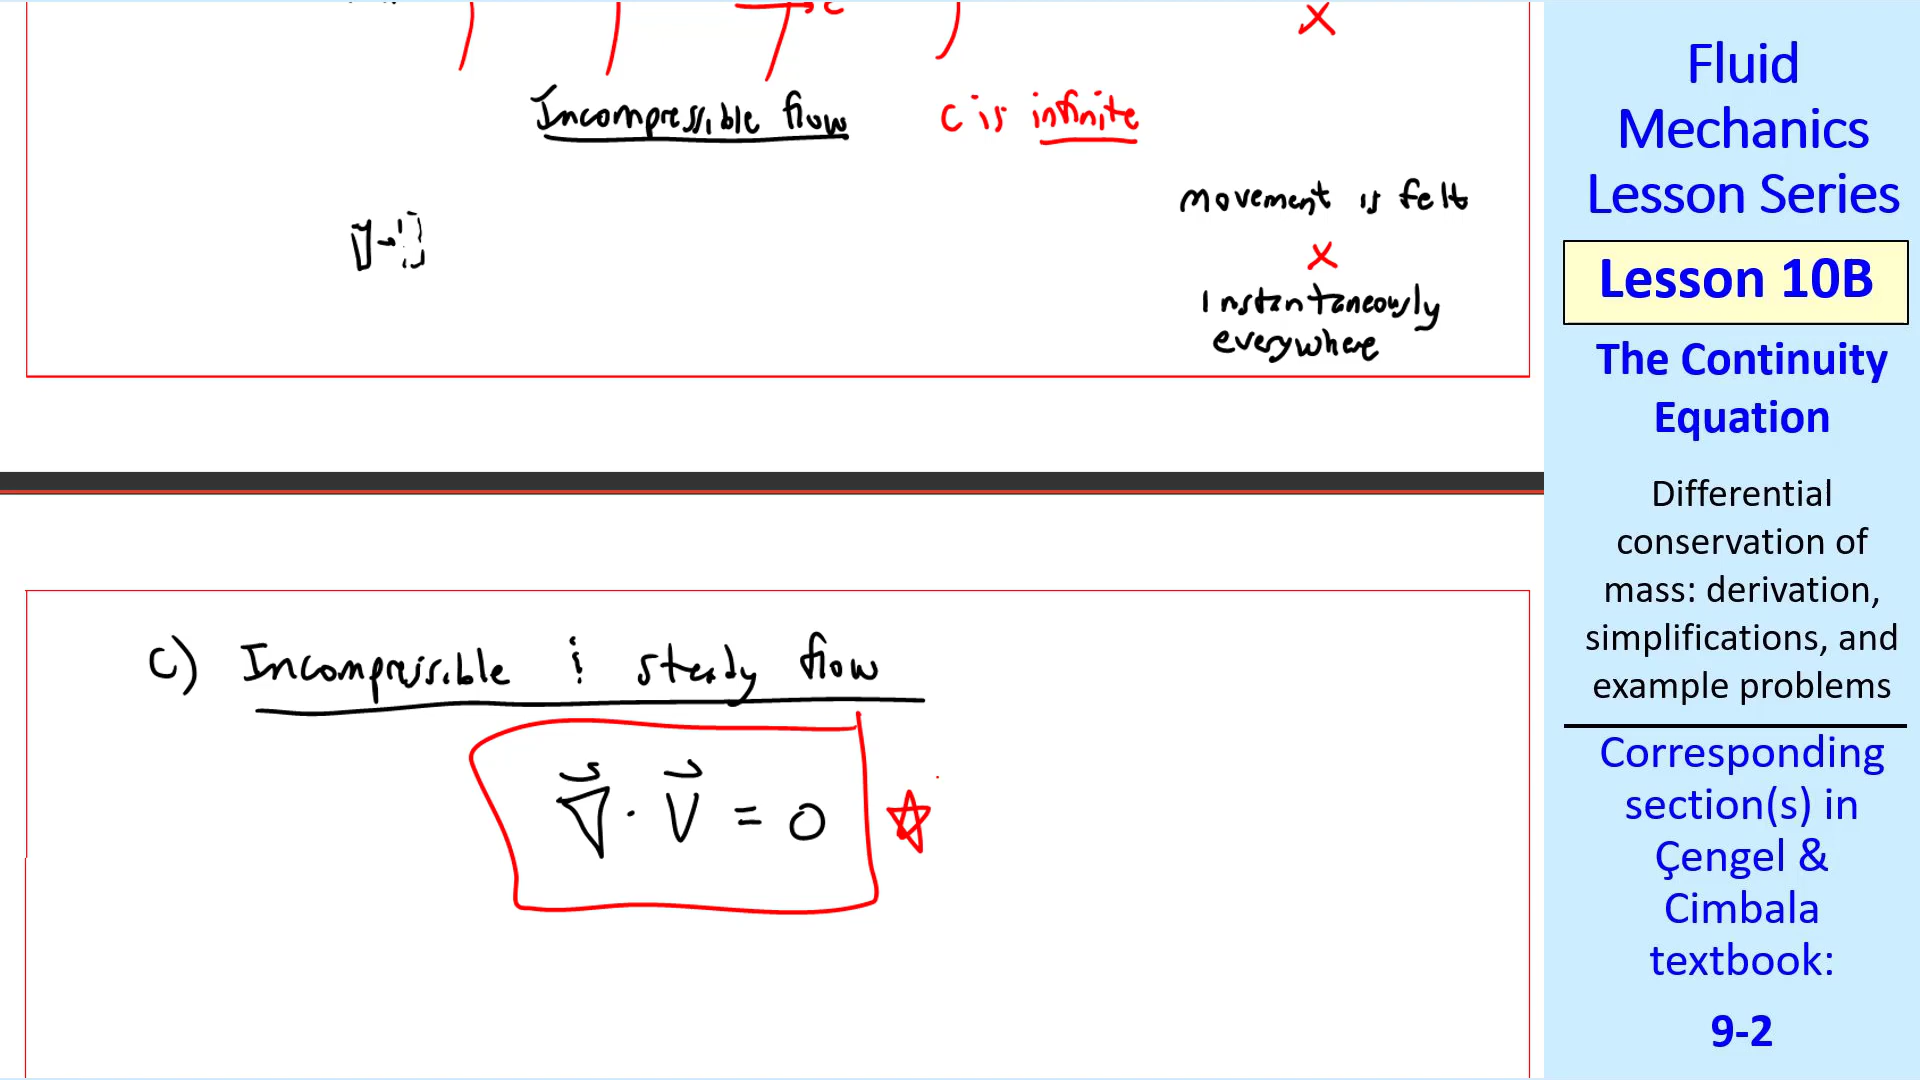 c
x
Incompressible flow c is infinite
movement is felt
x
instantaneously
everywhere
C) Incompressible & steady flow
∇⃗ · V⃗ = 0
Fluid
Mechanics
Lesson Series
Lesson 10B
The Continuity
Equation
Differential
conservation of
mass: derivation,
simplifications, and
example problems
Corresponding
section(s) in
Çengel &
Cimbala
textbook:
9-2